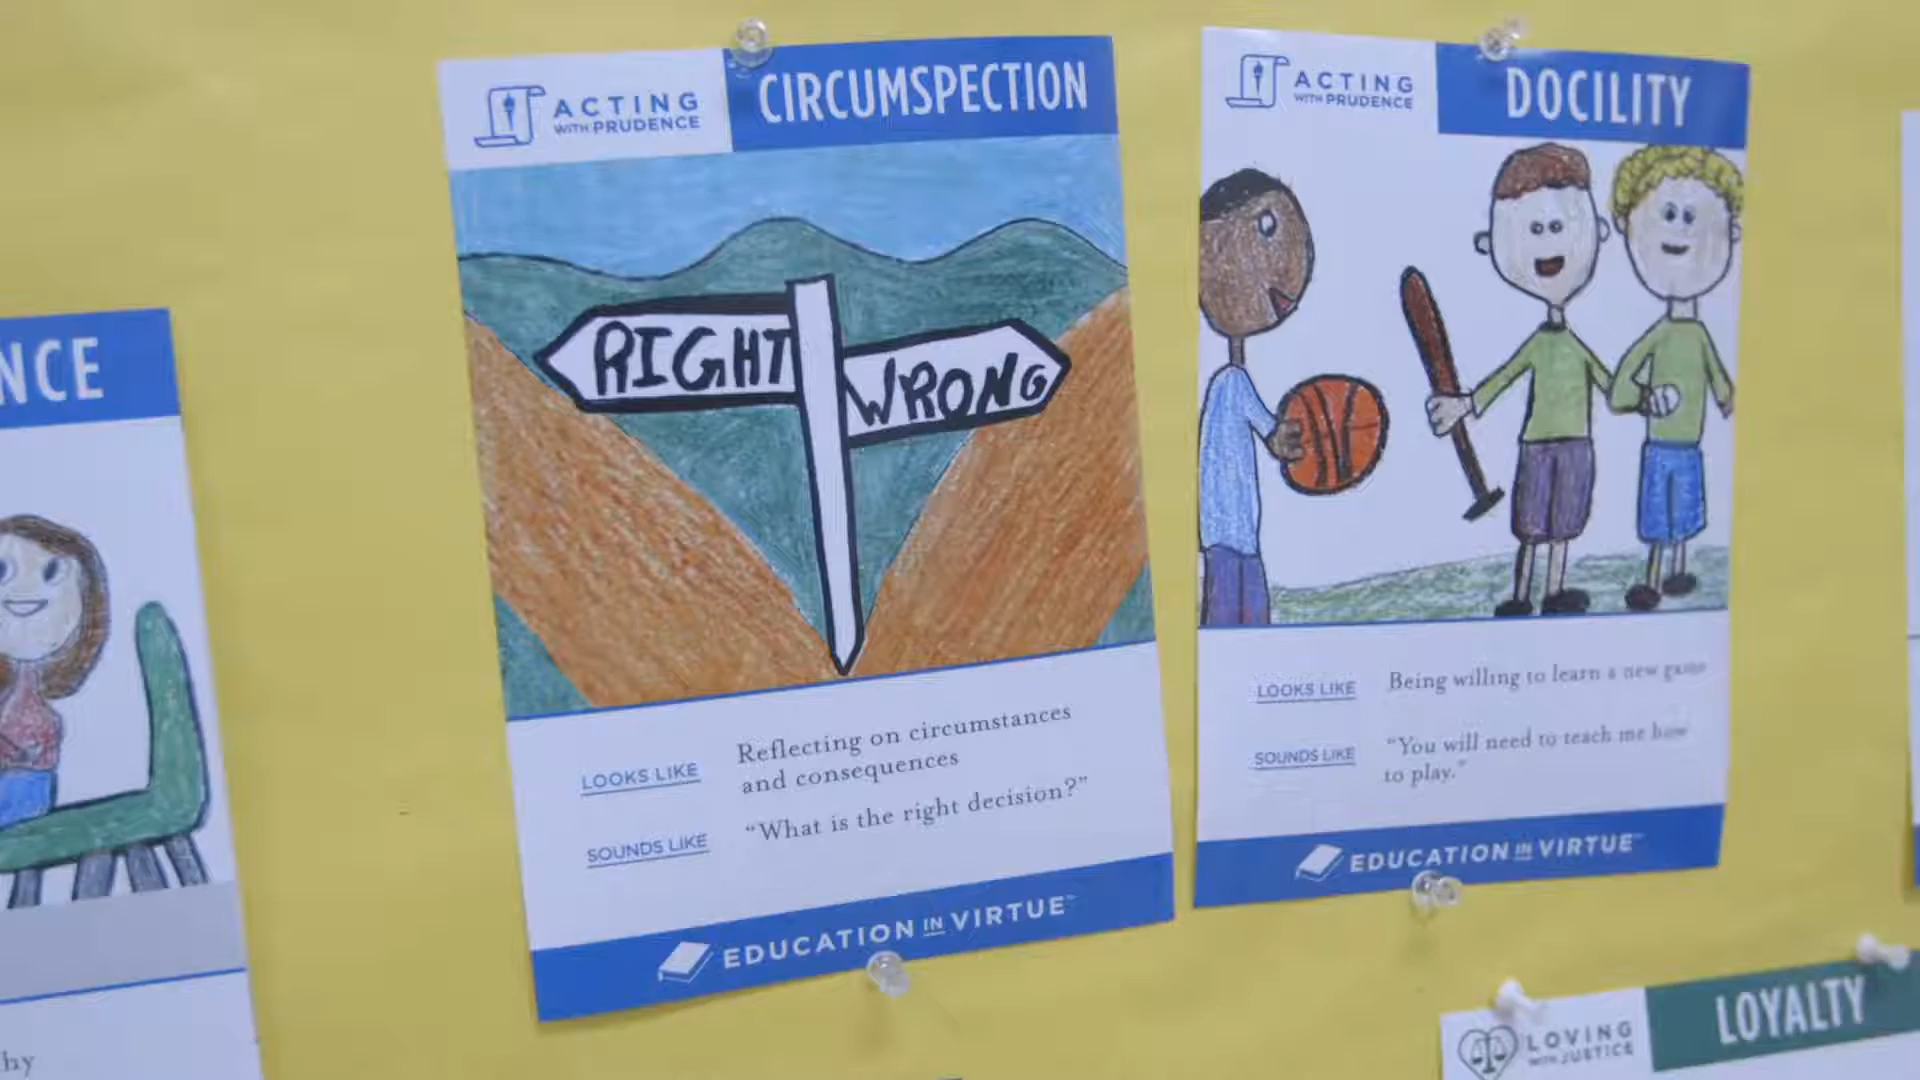 NCE
hy
ACTING
WITH PRUDENCE
CIRCUMSPECTION
RIGHT
WRONG
LOOKS LIKE
Reflecting on circumstances
and consequences
SOUNDS LIKE
“What is the right decision?”
EDUCATION IN VIRTUE
ACTING
WITH PRUDENCE
DOCILITY
LOOKS LIKE
Being willing to learn a new game
SOUNDS LIKE
“You will need to teach me how
to play.”
EDUCATION IN VIRTUE™
LOVING
WITH JUSTICE
LOYALTY